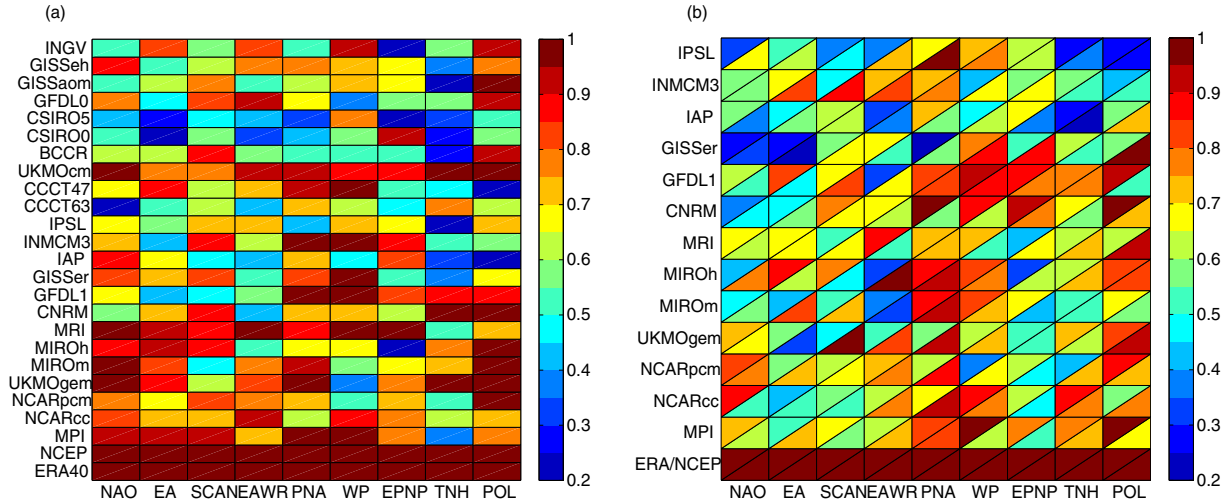 (a)
INGV
GISSeh
GISSaom
GFDL0
CSIRO5
CSIRO0
BCCR
UKMOcm
CCCT47
CCCT63
IPSL
INMCM3
IAP
GISSer
GFDL1
CNRM
MRI
MIROh
MIROm
UKMOgem
NCARpcm
NCARcc
MPI
NCEP
ERA40
NAO EA SCAN EAWR PNA WP EPNP TNH POL
1
0.9
0.8
0.7
0.6
0.5
0.4
0.3
0.2
(b)
IPSL
INMCM3
IAP
GISSer
GFDL1
CNRM
MRI
MIROh
MIROm
UKMOgem
NCARpcm
NCARcc
MPI
ERA/NCEP
NAO EA SCAN EAWR PNA WP EPNP TNH POL
1
0.9
0.8
0.7
0.6
0.5
0.4
0.3
0.2